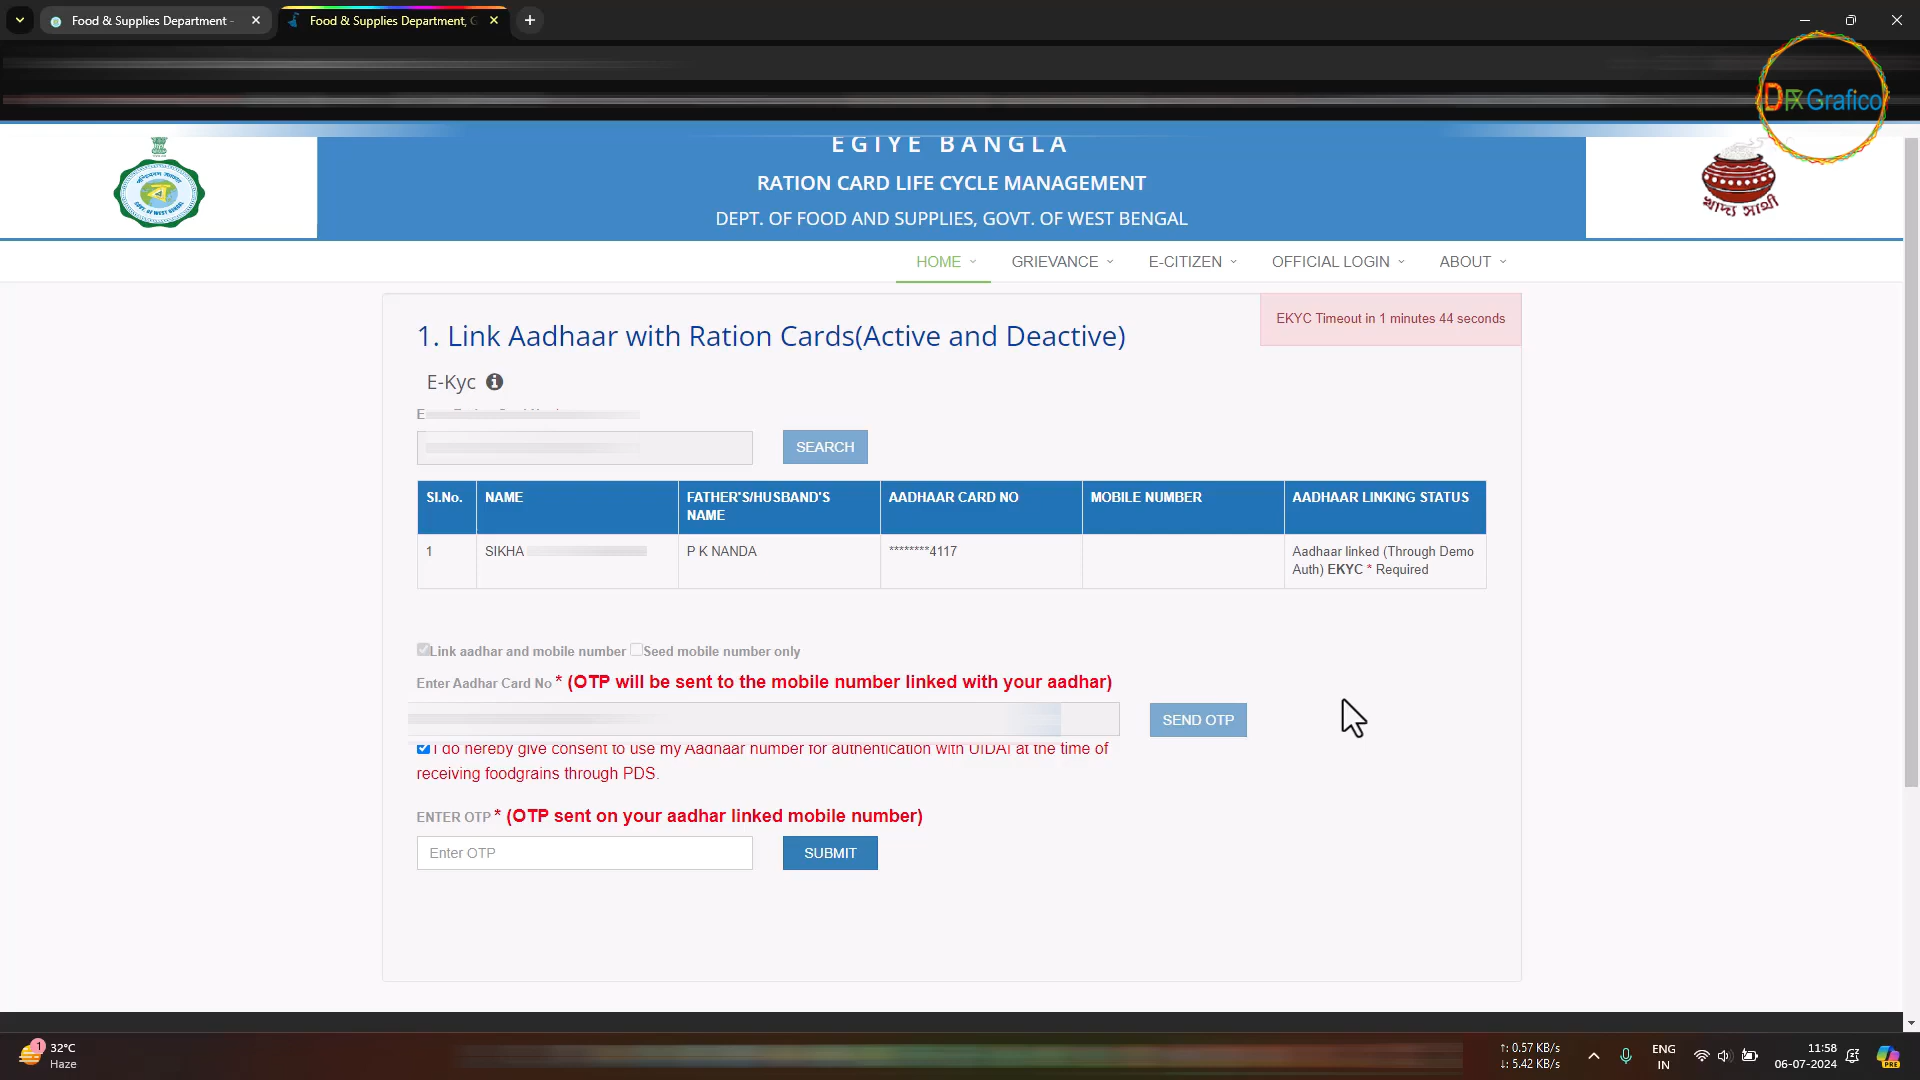 Food & Supplies Department -
Food & Supplies Department, G
DFX Grafico
EGIYE BANGLA
RATION CARD LIFE CYCLE MANAGEMENT
DEPT. OF FOOD AND SUPPLIES, GOVT. OF WEST BENGAL
খাদ্য সাথী
HOME
GRIEVANCE
E-CITIZEN
OFFICIAL LOGIN
ABOUT
EKYC Timeout in 1 minutes 44 seconds
1. Link Aadhaar with Ration Cards(Active and Deactive)
E-Kyc
SEARCH
Sl.No. NAME FATHER'S/HUSBAND'S NAME AADHAAR CARD NO MOBILE NUMBER AADHAAR LINKING STATUS
1 SIKHA P K NANDA ********4117 Aadhaar linked (Through Demo
Auth) EKYC * Required
Link aadhar and mobile number Seed mobile number only
Enter Aadhar Card No * (OTP will be sent to the mobile number linked with your aadhar)
SEND OTP
I do hereby give consent to use my Aadhaar number for authentication with UIDAI at the time of
receiving foodgrains through PDS.
ENTER OTP * (OTP sent on your aadhar linked mobile number)
Enter OTP
SUBMIT
1
32°C
Haze
↑: 0.57 KB/s
↓: 5.42 KB/s
ENG
IN
11:58
06-07-2024
PRE